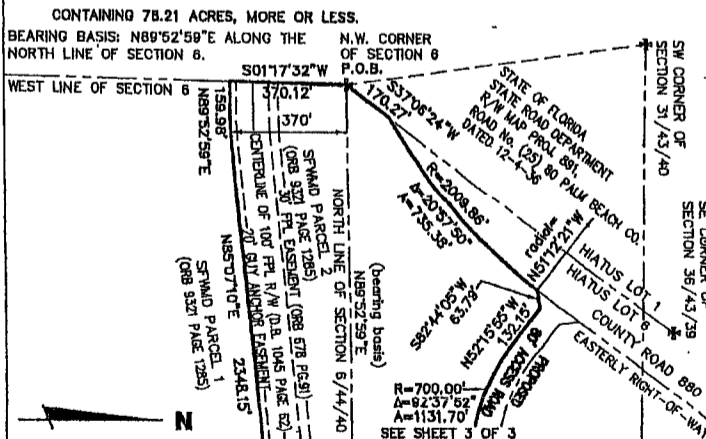 CONTAINING 78.21 ACRES, MORE OR LESS.
BEARING BASIS: N89°52'59"E ALONG THE
NORTH LINE OF SECTION 6.
N.W. CORNER
OF SECTION 6
P.O.B.
S01°17'32"W
WEST LINE OF SECTION 6
370.12'
370'
159.98'
N89°52'59"E
S37°06'24"W
170.27'
STATE OF FLORIDA
STATE ROAD DEPARTMENT
R/W MAP PROJ. 691,
ROAD No. (25) 80 PALM BEACH CO.
DATED 12-4-36
SW CORNER OF
SECTION 31/43/40
SE CORNER OF
SECTION 36/43/39
R=2009.86'
Δ=20°57'50"
A=735.38'
radial=
N51°12'21"W
HIATUS LOT 1
HIATUS LOT 6
COUNTY ROAD 880
EASTERLY RIGHT-OF-WAY
S82°44'05"W
63.79'
N52°15'55"W
132.15'
PROPOSED
80' ACCESS ROAD
R=700.00'
Δ=92°37'52"
A=1131.70'
SEE SHEET 3 OF 3
(bearing basis)
N89°52'59"E
NORTH LINE OF SECTION 6/44/40
SFWMD PARCEL 2
(ORB 9321 PAGE 1285)
30' FPL EASEMENT (ORB 678 PG.91)
CENTERLINE OF 100' FPL R/W (D.B. 1045 PAGE 52)
20' GUY ANCHOR EASEMENT
N85°07'10"E 2348.15'
SFWMD PARCEL 1
(ORB 9321 PAGE 1285)
N